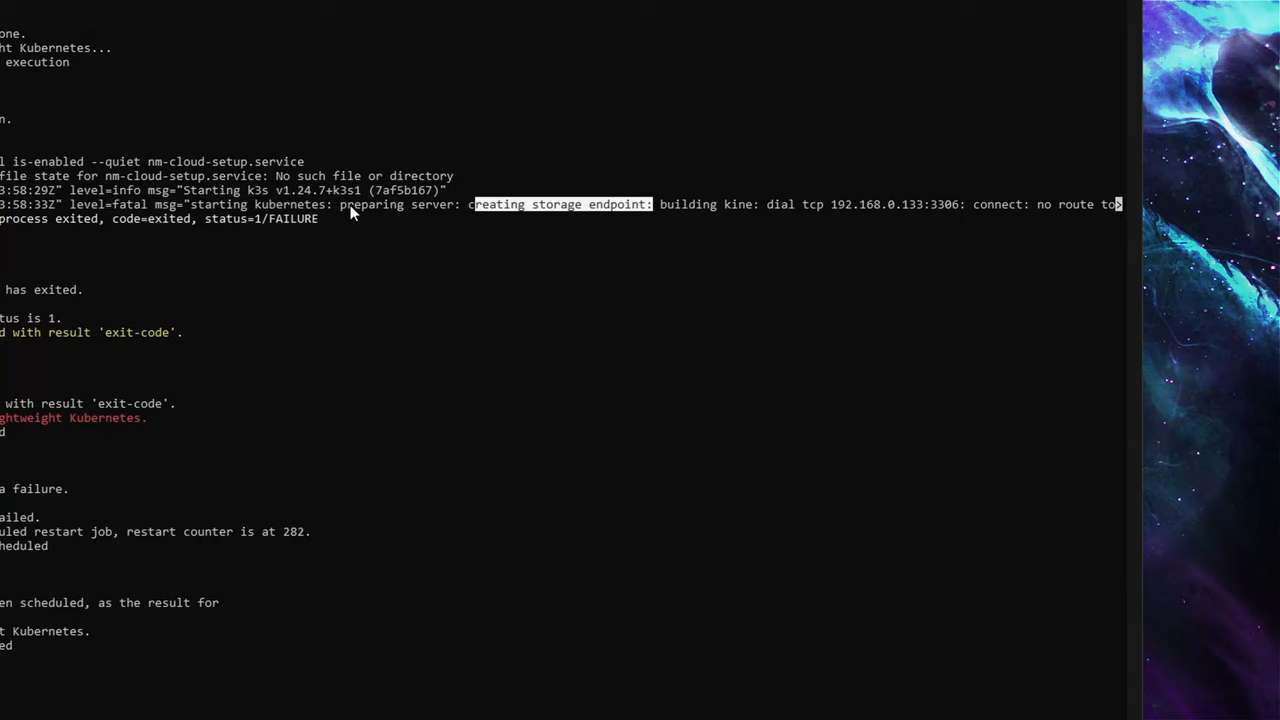 one.
ht Kubernetes...
execution
n.
l is-enabled --quiet nm-cloud-setup.service
file state for nm-cloud-setup.service: No such file or directory
3:58:29Z" level=info msg="Starting k3s v1.24.7+k3s1 (7af5b167)"
3:58:33Z" level=fatal msg="starting kubernetes: preparing server: creating storage endpoint: building kine: dial tcp 192.168.0.133:3306: connect: no route to>
process exited, code=exited, status=1/FAILURE
has exited.
tus is 1.
d with result 'exit-code'.
with result 'exit-code'.
ghtweight Kubernetes.
d
a failure.
ailed.
uled restart job, restart counter is at 282.
heduled
en scheduled, as the result for
t Kubernetes.
ed